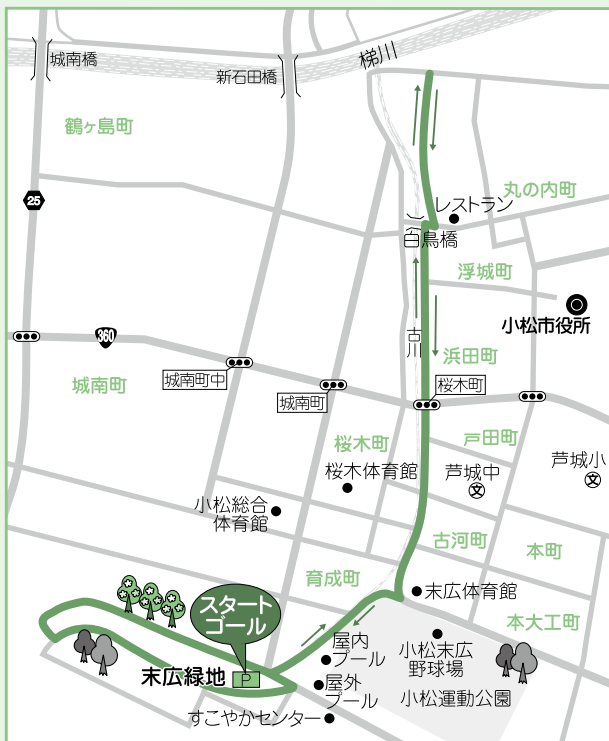 城南橋
新石田橋
梯川
鶴ヶ島町
25
丸の内町
レストラン
白鳥橋
浮城町
小松市役所
360
古川
浜田町
城南町中
城南町
城南町
桜木町
桜木町
戸田町
桜木体育館
芦城中
文
芦城小
文
小松総合
体育館
古河町
本町
育成町
末広体育館
本大工町
スタート
ゴール
末広緑地
P
屋内
プール
小松末広
野球場
屋外
プール
小松運動公園
すこやかセンター